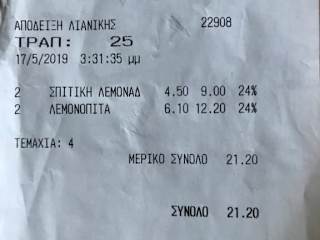 ΑΠΟΔΕΙΞΗ ΛΙΑΝΙΚΗΣ 22908
ΤΡΑΠ: 25
17/5/2019 3:31:35 μμ
2 ΣΠΙΤΙΚΗ ΛΕΜΟΝΑΔ 4.50 9.00 24%
2 ΛΕΜΟΝΟΠΙΤΑ 6.10 12.20 24%
ΤΕΜΑΧΙΑ: 4
ΜΕΡΙΚΟ ΣΥΝΟΛΟ 21.20
ΣΥΝΟΛΟ 21.20